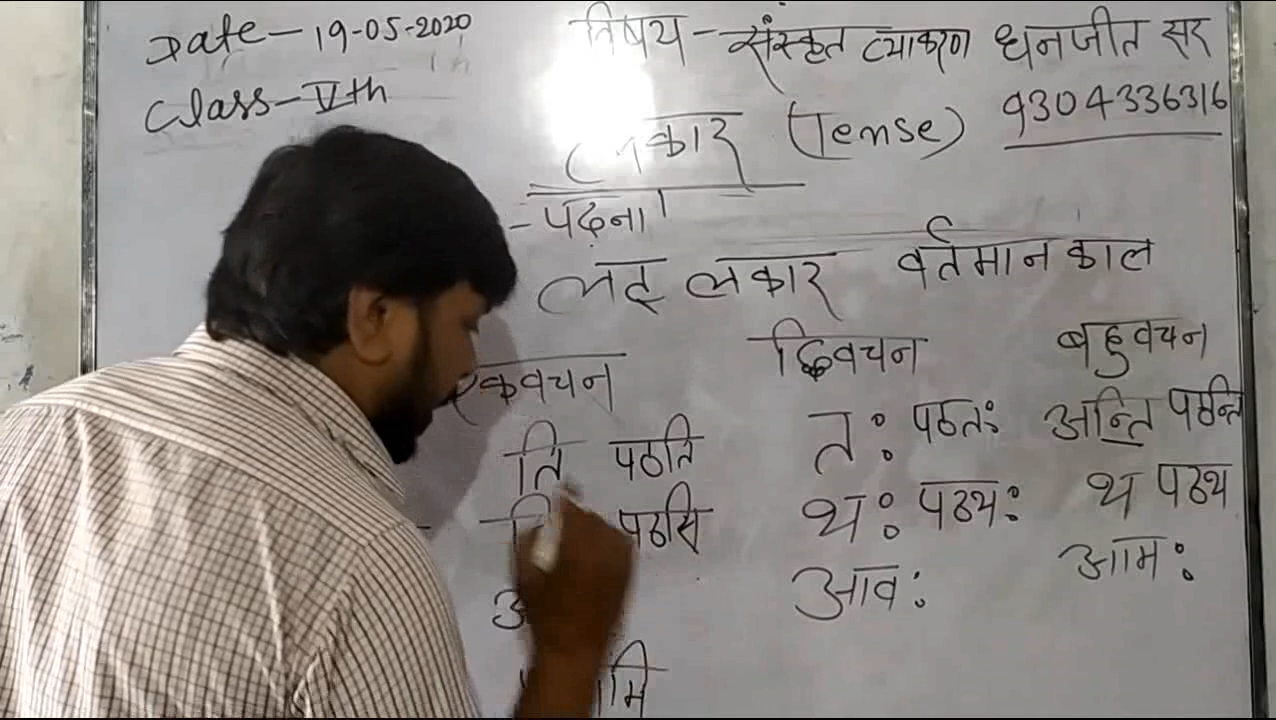 Date - 19-05-2020
विषय - संस्कृत व्याकरण धनजीत सर
Class - Vth
9304336316
लकार (Tense)
- पढ़ना।
लट् लकार वर्तमान काल
एकवचन द्विवचन बहुवचन
ति पठति तः पठतः अन्ति पठन्ति
पठसि थः पठथः थ पठथ
आवः आमः